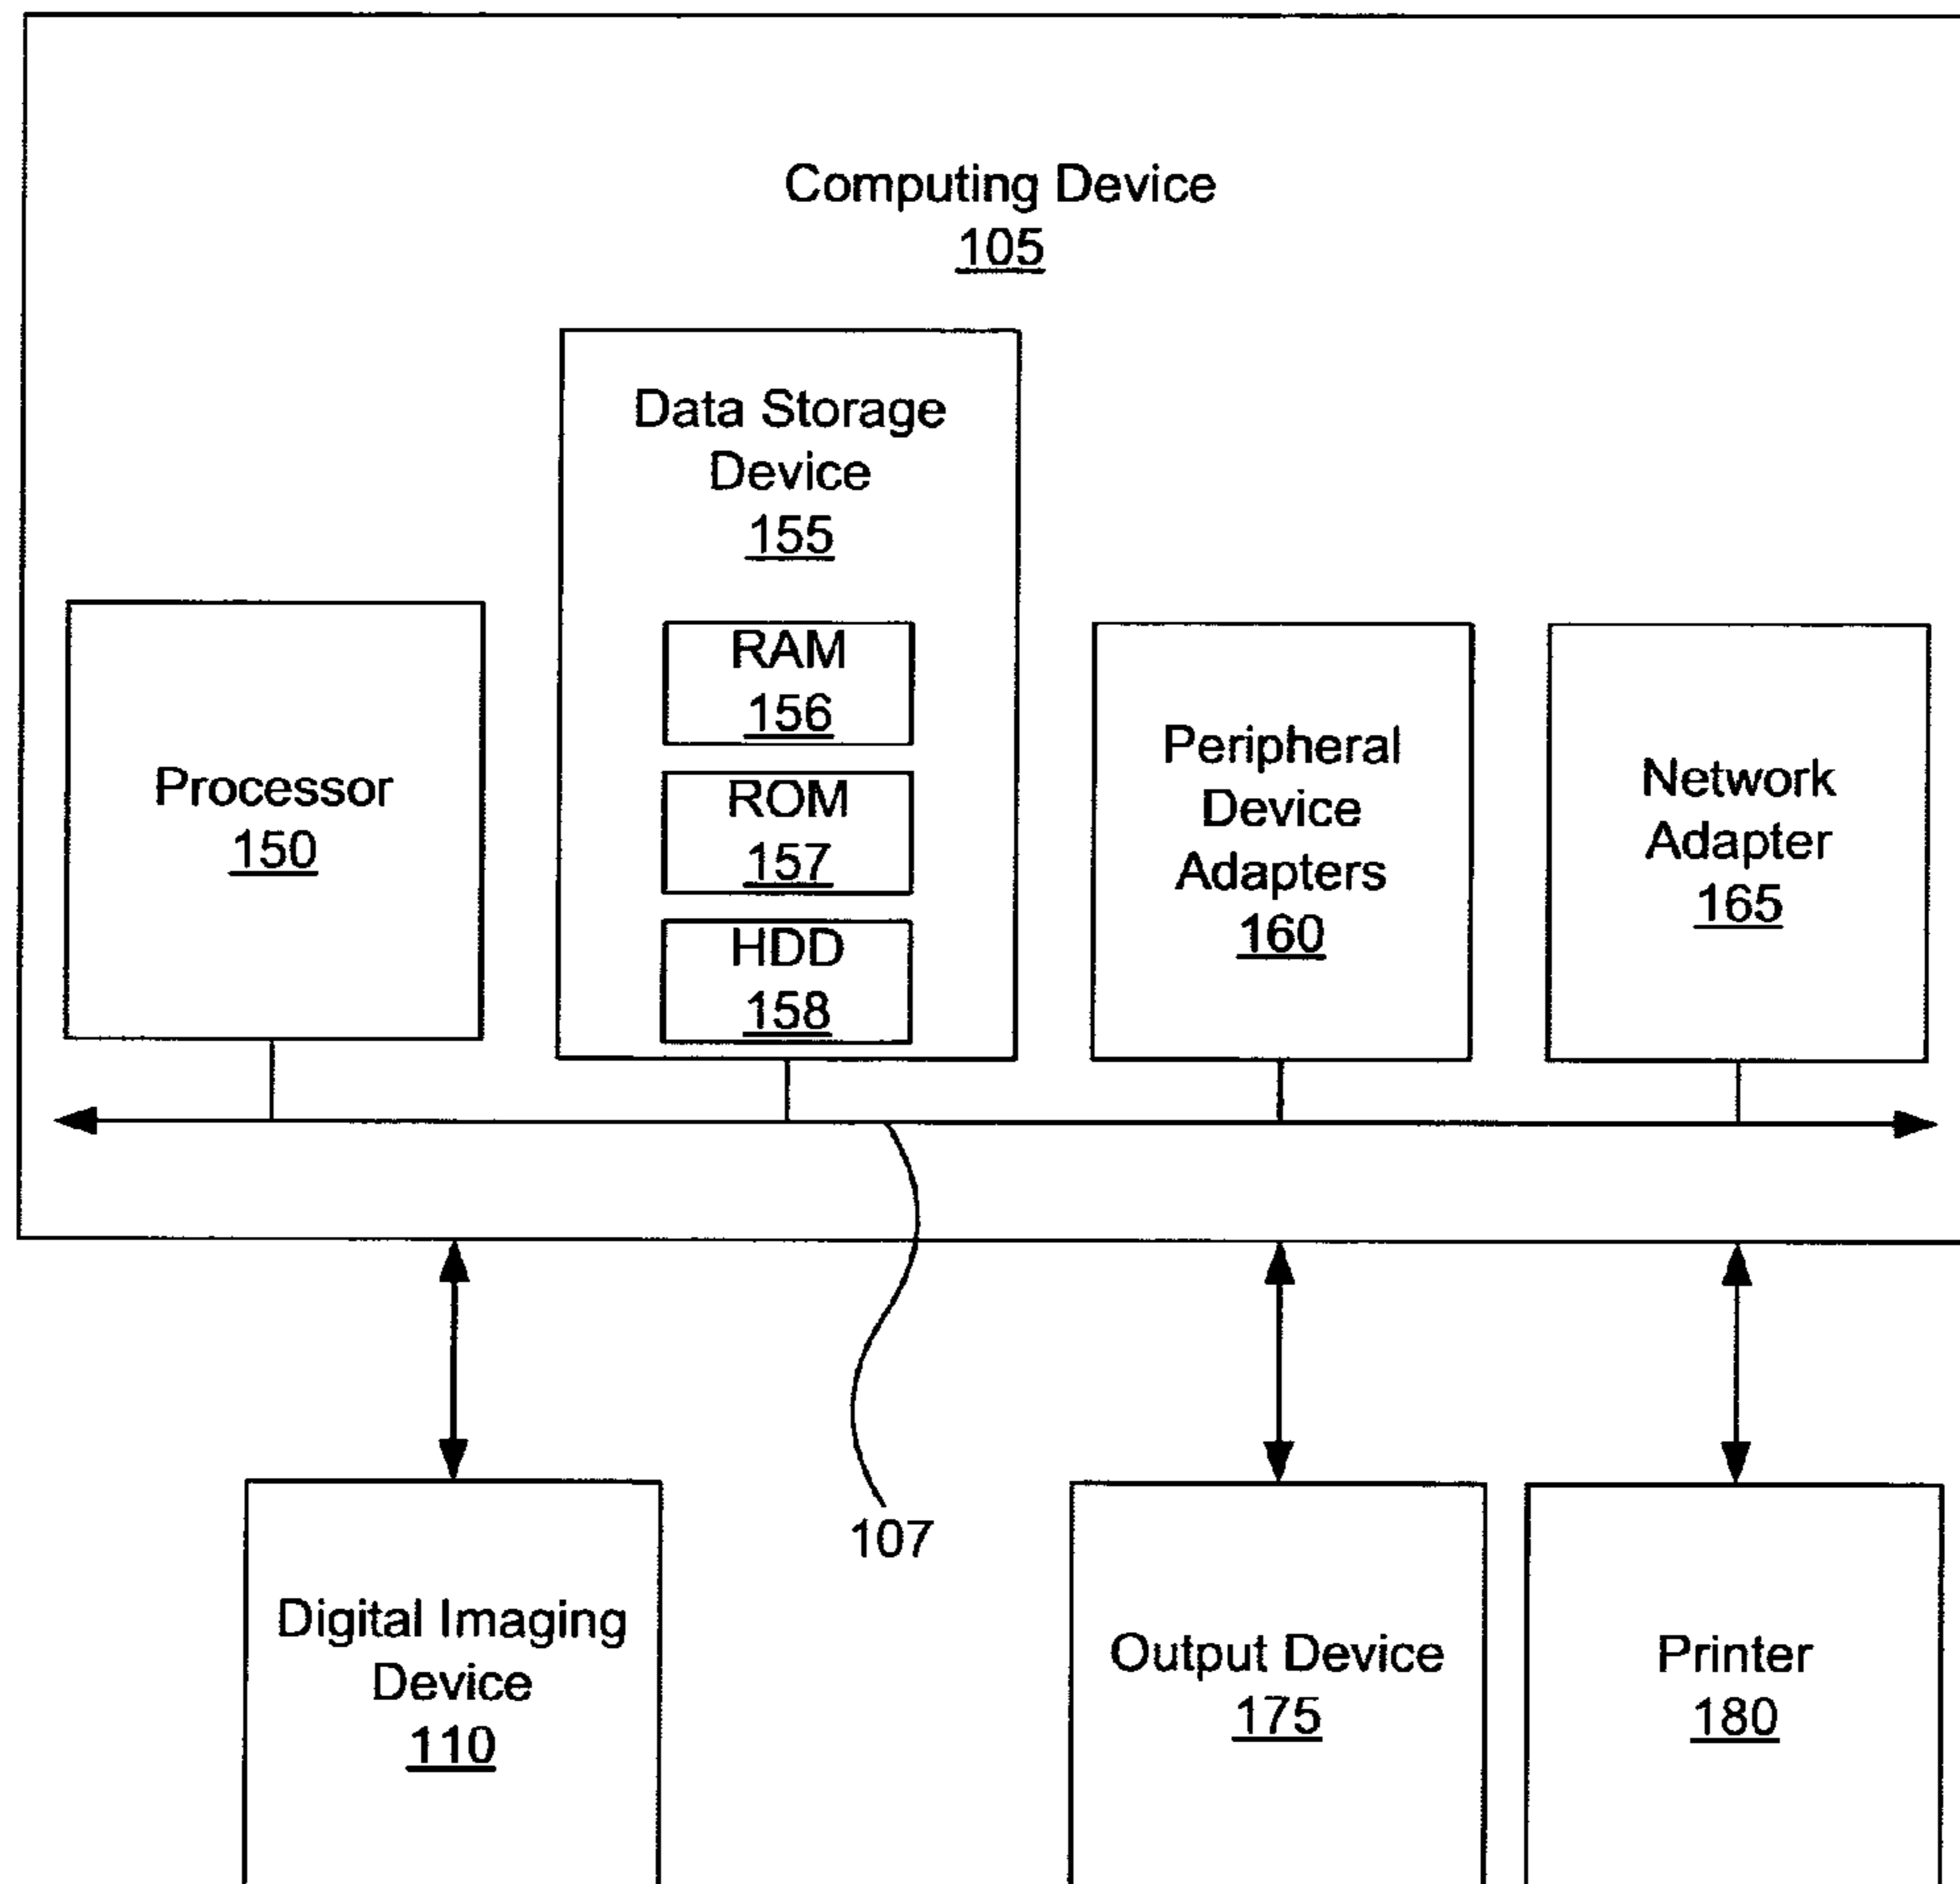 Computing Device
105
Data Storage
Device
155
RAM
156
ROM
157
HDD
158
Processor
150
Peripheral
Device
Adapters
160
Network
Adapter
165
107
Digital Imaging
Device
110
Output Device
175
Printer
180